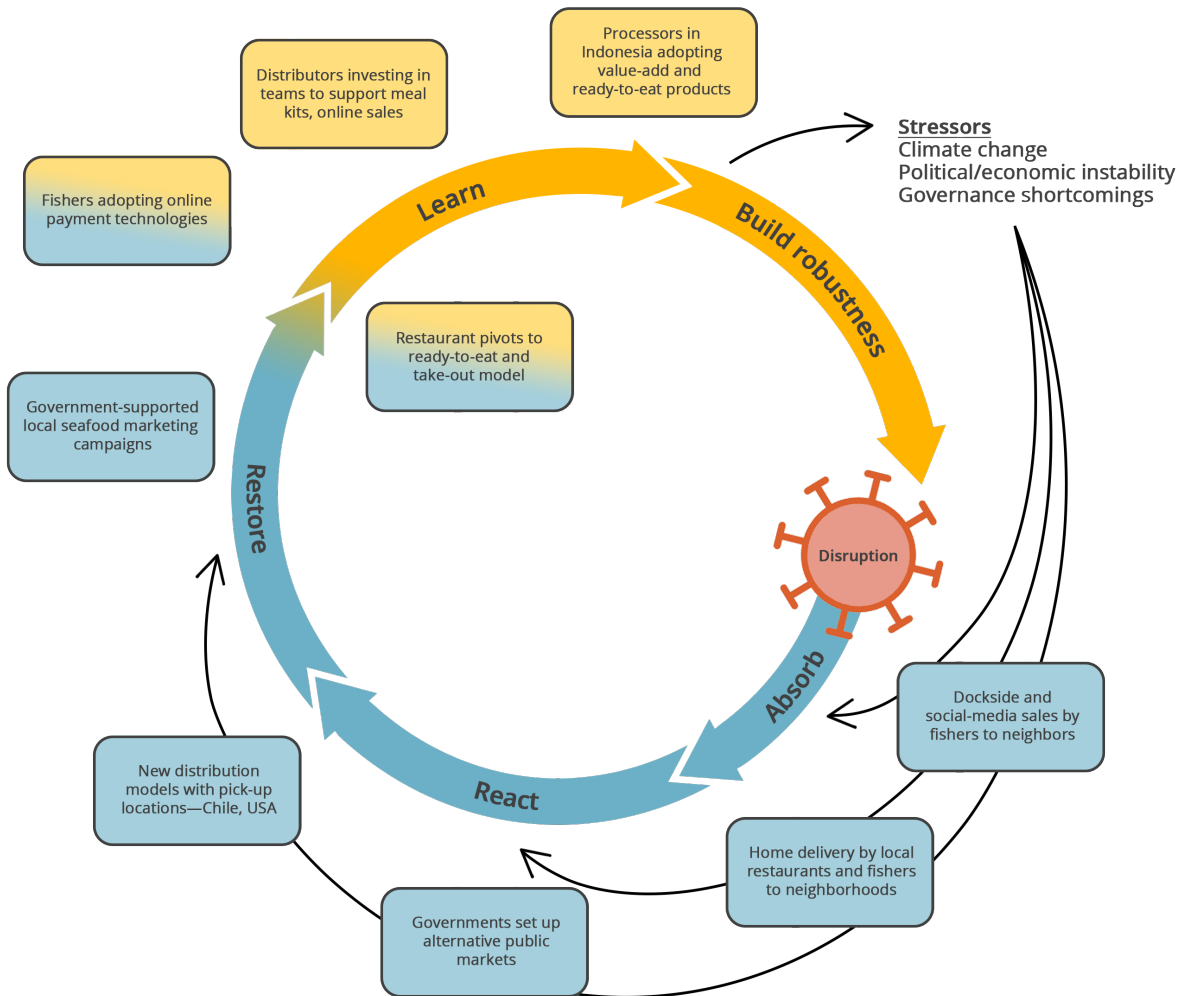 Processors in
Indonesia adopting
value-add and
ready-to-eat products
Distributors investing in
teams to support meal
kits, online sales
Stressors
Climate change
Political/economic instability
Governance shortcomings
Fishers adopting online
payment technologies
Learn
Build robustness
Restaurant pivots to
ready-to-eat and
take-out model
Government-supported
local seafood marketing
campaigns
Restore
Disruption
Absorb
Dockside and
social-media sales by
fishers to neighbors
React
New distribution
models with pick-up
locations—Chile, USA
Home delivery by local
restaurants and fishers
to neighborhoods
Governments set up
alternative public
markets